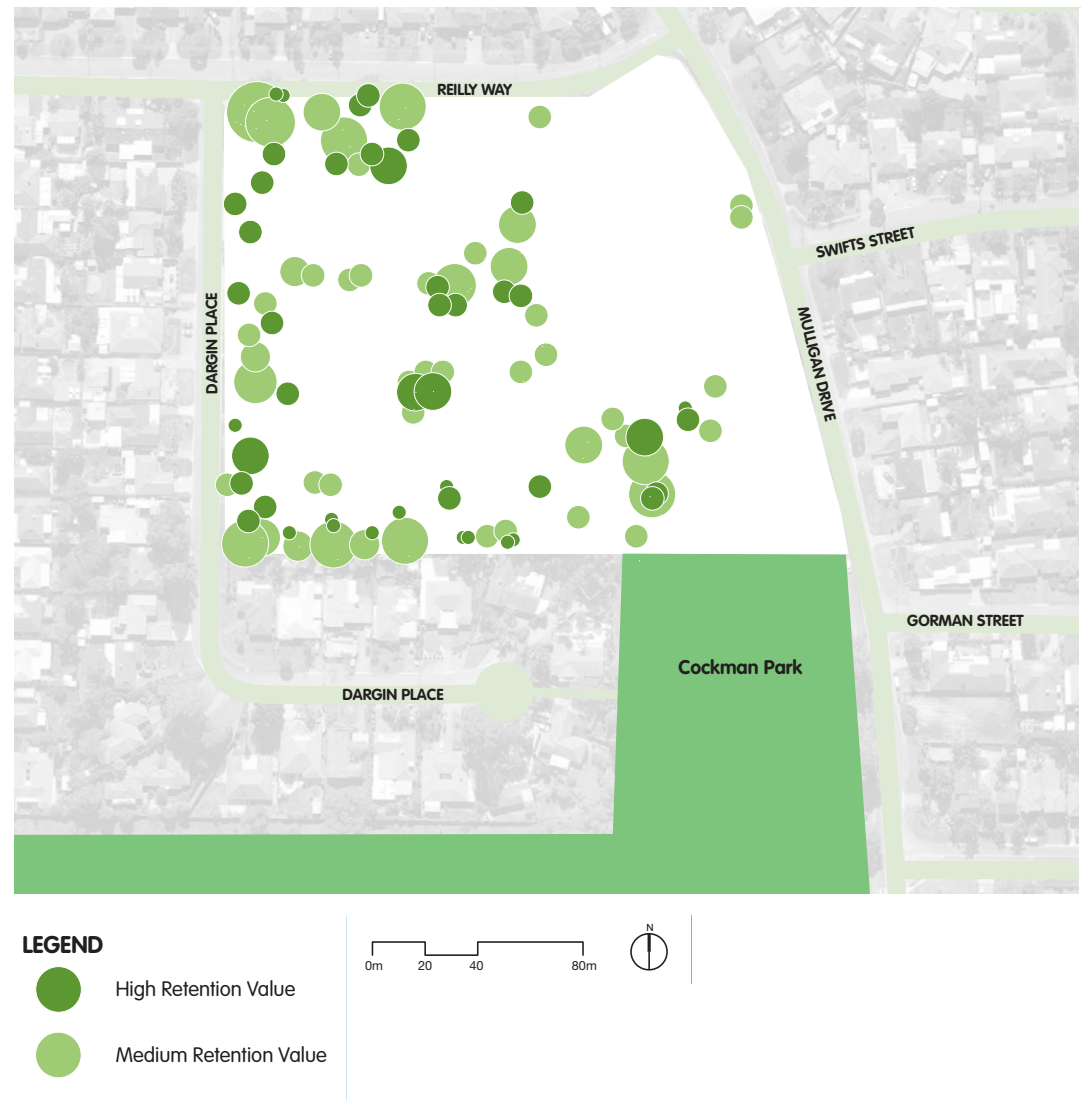 REILLY WAY
SWIFTS STREET
DARGIN PLACE
MULLIGAN DRIVE
GORMAN STREET
Cockman Park
DARGIN PLACE
LEGEND
High Retention Value
Medium Retention Value
0m 20 40 80m
N